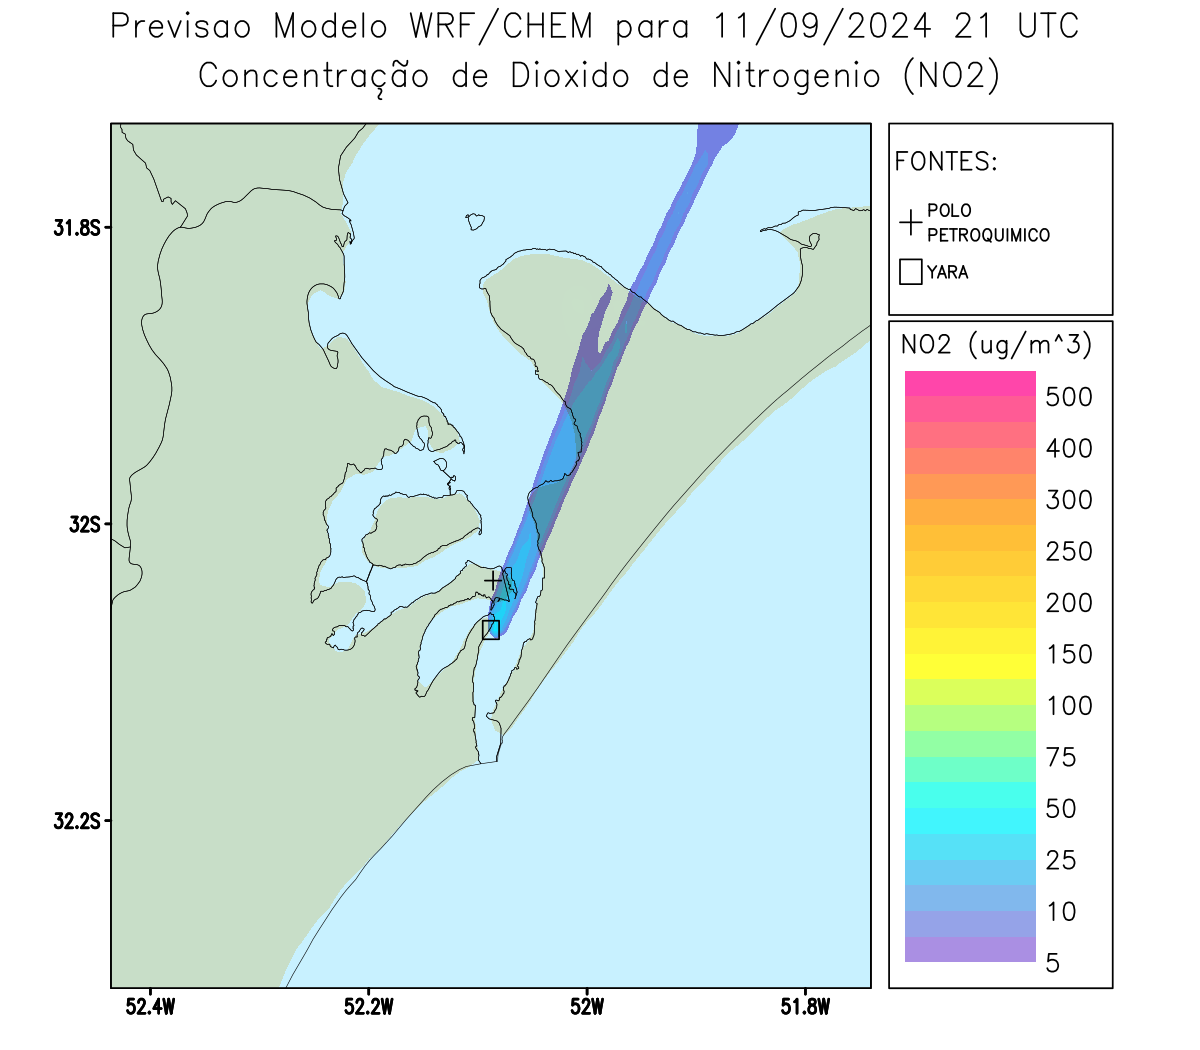 Previsao Modelo WRF/CHEM para 11/09/2024 21 UTC
Concentração de Dioxido de Nitrogenio (NO2)
FONTES:
POLO
PETROQUIMICO
YARA
31.8S
32S
32.2S
52.4W
52.2W
52W
51.8W
NO2 (ug/m^3)
500
400
300
250
200
150
100
75
50
25
10
5